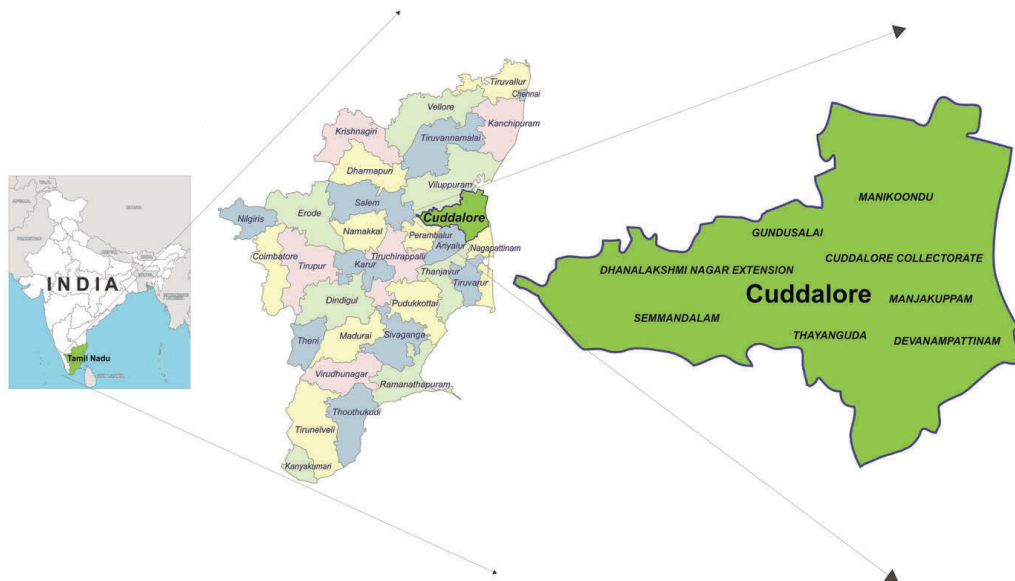 INDIA
Tamil Nadu
Tiruvallur
Chennai
Vellore
Kanchipuram
Krishnagiri
Tiruvannamalai
Dharmapuri
Viluppuram
Salem
Erode
Cuddalore
Nilgiris
Namakkal
Perambalur
Ariyalur
Nagapattinam
Coimbatore
Tiruchirappalli
Tirupur
Karur
Thanjavur
Tiruvarur
Dindigul
Pudukkottai
Theni
Madurai
Sivaganga
Virudhunagar
Ramanathapuram
Thoothukudi
Tirunelveli
Kanyakumari
MANIKOONDU
GUNDUSALAI
CUDDALORE COLLECTORATE
DHANALAKSHMI NAGAR EXTENSION
Cuddalore
MANJAKUPPAM
SEMMANDALAM
THAYANGUDA
DEVANAMPATTINAM